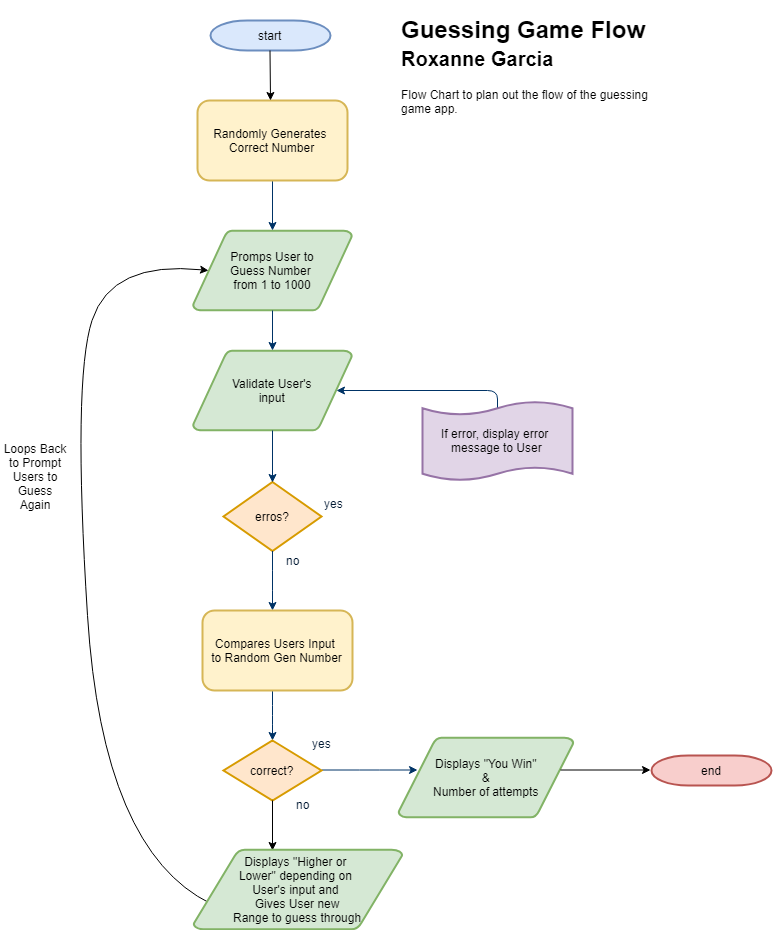 Guessing Game Flow
Roxanne Garcia
Flow Chart to plan out the flow of the guessing
game app.
start
Randomly Generates
Correct Number
Promps User to
Guess Number
from 1 to 1000
Validate User's
input
If error, display error
message to User
Loops Back
to Prompt
Users to
Guess
Again
erros?
yes
no
Compares Users Input
to Random Gen Number
correct?
yes
no
Displays "You Win"
&
Number of attempts
end
Displays "Higher or
Lower" depending on
User's input and
Gives User new
Range to guess through